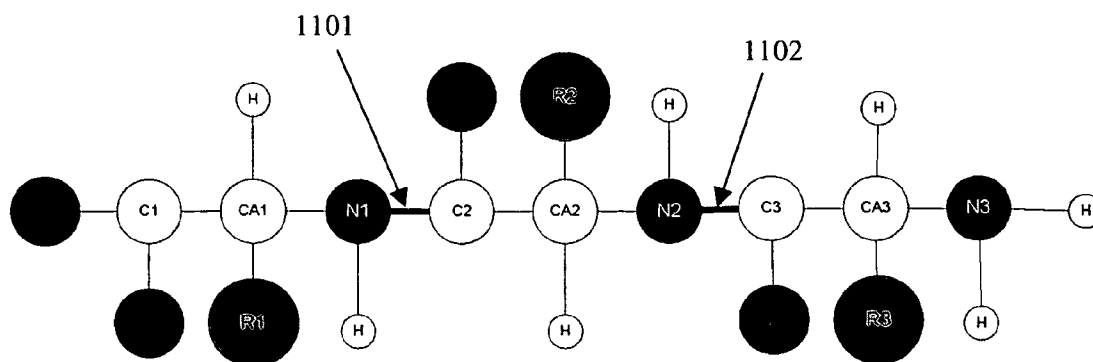 1101
1102
H R2 H H
C1 CA1 N1 C2 CA2 N2 C3 CA3 N3 H
R1 H H R3 H